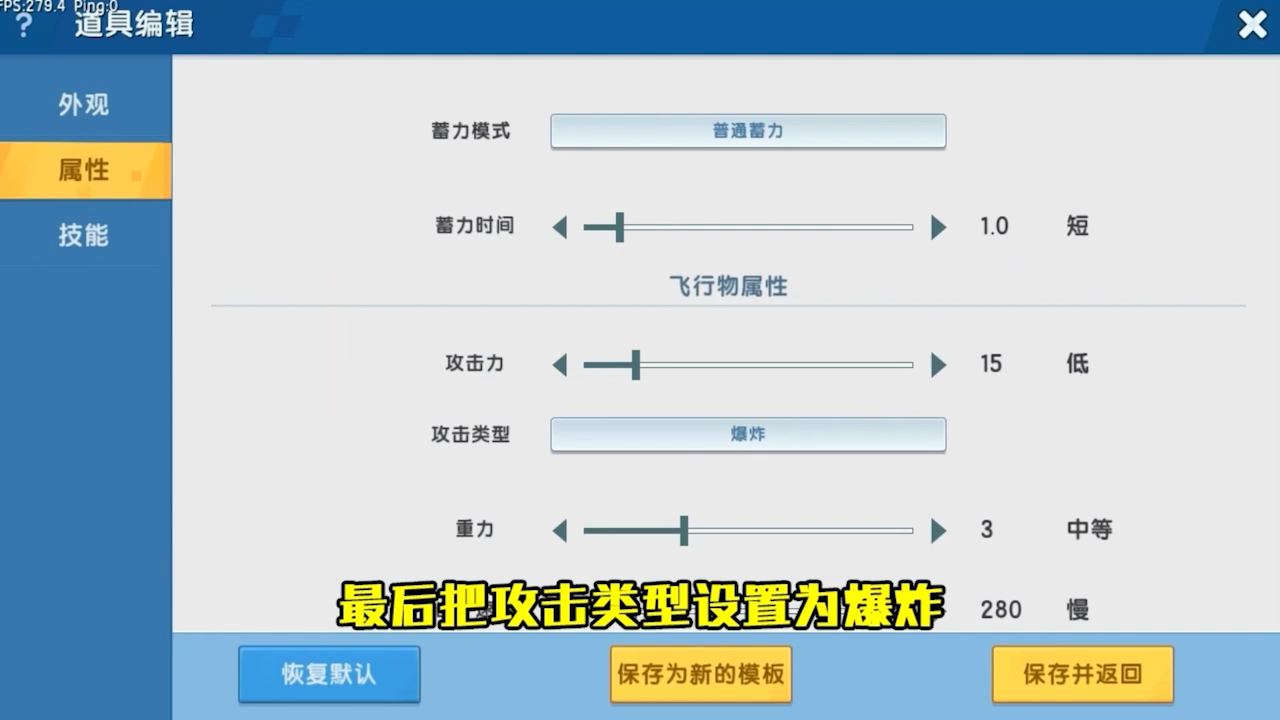 FPS:279.4 Ping:0
?
道具编辑
外观
属性
技能
蓄力模式 普通蓄力
蓄力时间 1.0 短
飞行物属性
攻击力 15 低
攻击类型 爆炸
重力 3 中等
280 慢
最后把攻击类型设置为爆炸
恢复默认 保存为新的模板 保存并返回